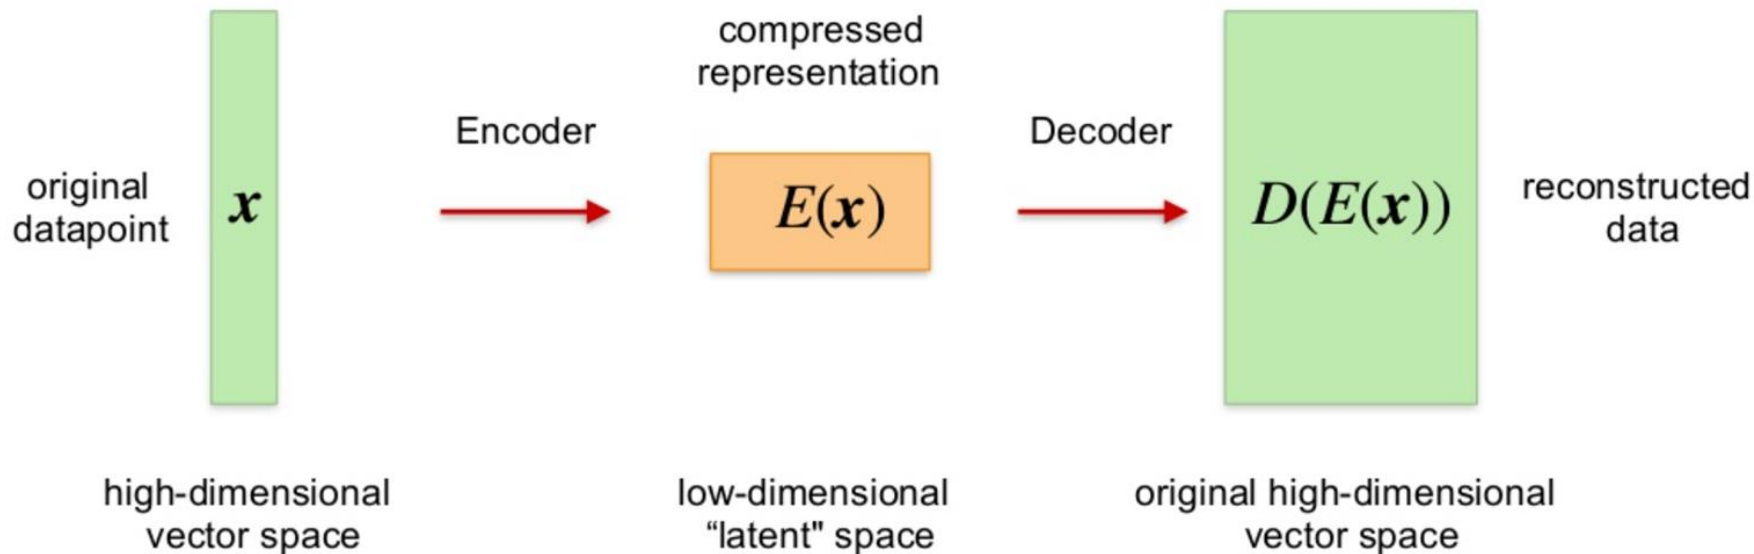 original
datapoint
x
high-dimensional
vector space
Encoder
compressed
representation
E(x)
low-dimensional
“latent" space
Decoder
D(E(x))
reconstructed
data
original high-dimensional
vector space